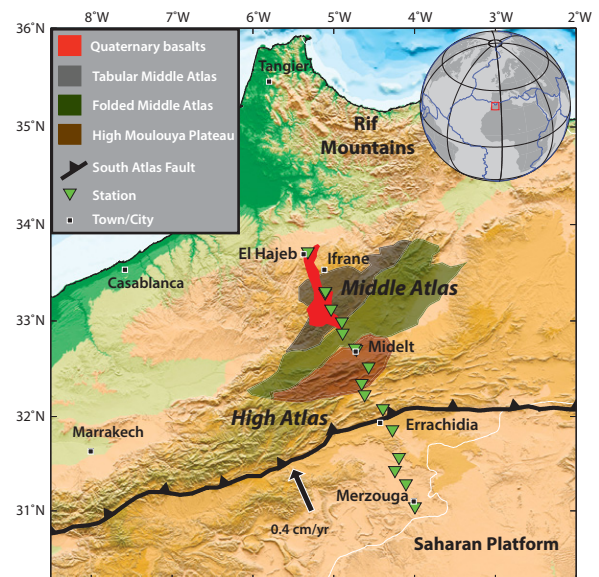 8˚W 7˚W 6˚W 5˚W 4˚W 3˚W 2˚W
36˚N
Quaternary basalts
Tabular Middle Atlas
Folded Middle Atlas
High Moulouya Plateau
South Atlas Fault
Station
Town/City
Tangier
35˚N
Rif
Mountains
34˚N
El Hajeb
Ifrane
Casablanca
Middle Atlas
33˚N
Midelt
32˚N
High Atlas
Errachidia
Marrakech
31˚N
Merzouga
0.4 cm/yr
Saharan Platform